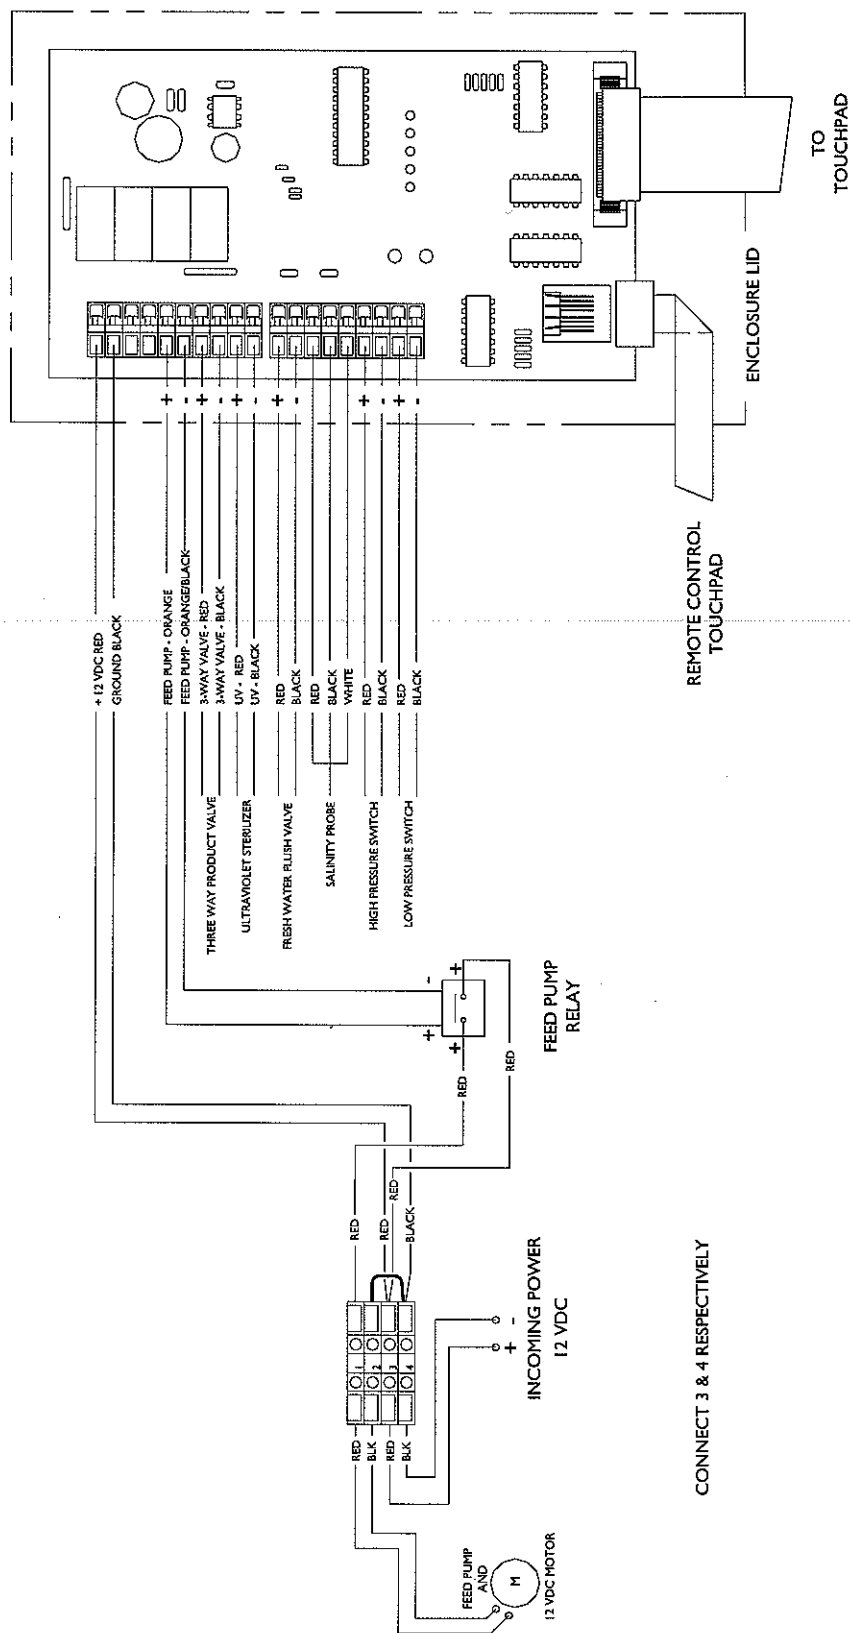 TO
TOUCHPAD
ENCLOSURE LID
REMOTE CONTROL
TOUCHPAD
+ - + - + - + - + - + -
+ 12 VDC RED
GROUND BLACK
FEED PUMP - ORANGE
FEED PUMP - ORANGE/BLACK
3-WAY VALVE - RED
3-WAY VALVE - BLACK
UV - RED
UV - BLACK
RED
BLACK
RED
BLACK
WHITE
RED
BLACK
RED
BLACK
THREE WAY PRODUCT VALVE
ULTRAVIOLET STERILIZER
FRESH WATER FLUSH VALVE
SALINITY PROBE
HIGH PRESSURE SWITCH
LOW PRESSURE SWITCH
+ -
+ +
FEED PUMP
RELAY
RED
RED
RED
RED
RED
BLACK
1
2
3
4
RED
BLK
RED
BLK
+ -
INCOMING POWER
12 VDC
FEED PUMP
AND
M
12 VDC MOTOR
CONNECT 3 & 4 RESPECTIVELY